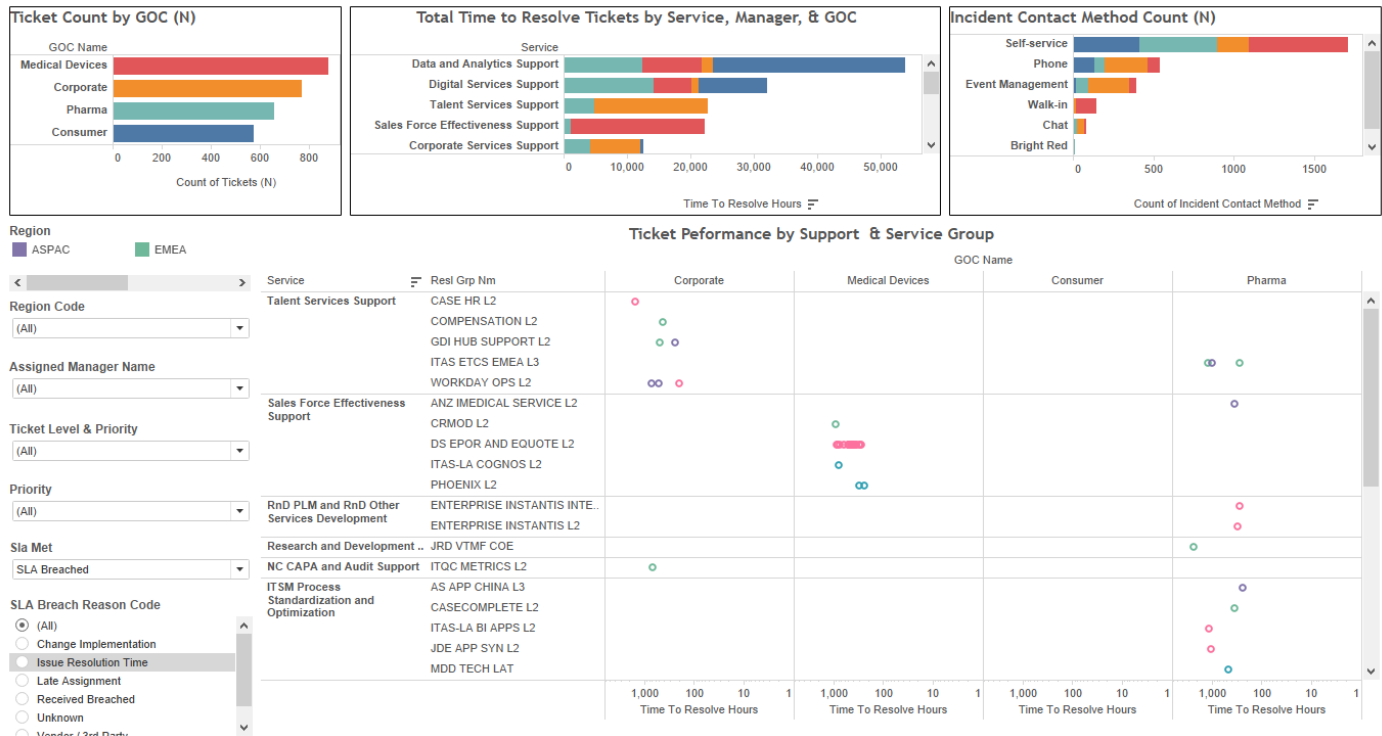 Ticket Count by GOC (N)
GOC Name
Medical Devices
Corporate
Pharma
Consumer
0 200 400 600 800
Count of Tickets (N)
Total Time to Resolve Tickets by Service, Manager, & GOC
Service
Data and Analytics Support
Digital Services Support
Talent Services Support
Sales Force Effectiveness Support
Corporate Services Support
0 10,000 20,000 30,000 40,000 50,000
Time To Resolve Hours
Incident Contact Method Count (N)
Self-service
Phone
Event Management
Walk-in
Chat
Bright Red
0 500 1000 1500
Count of Incident Contact Method
Region
ASPAC EMEA
Region Code
(All)
Assigned Manager Name
(All)
Ticket Level & Priority
(All)
Priority
(All)
Sla Met
SLA Breached
SLA Breach Reason Code
(All)
Change Implementation
Issue Resolution Time
Late Assignment
Received Breached
Unknown
Vendor / 3rd Party
Ticket Peformance by Support & Service Group
GOC Name
Service Resl Grp Nm Corporate Medical Devices Consumer Pharma
Talent Services Support CASE HR L2
COMPENSATION L2
GDI HUB SUPPORT L2
ITAS ETCS EMEA L3
WORKDAY OPS L2
Sales Force Effectiveness ANZ IMEDICAL SERVICE L2
Support
CRMOD L2
DS EPOR AND EQUOTE L2
ITAS-LA COGNOS L2
PHOENIX L2
RnD PLM and RnD Other ENTERPRISE INSTANTIS INTE..
Services Development
ENTERPRISE INSTANTIS L2
Research and Development .. JRD VTMF COE
NC CAPA and Audit Support ITQC METRICS L2
ITSM Process AS APP CHINA L3
Standardization and
Optimization
CASECOMPLETE L2
ITAS-LA BI APPS L2
JDE APP SYN L2
MDD TECH LAT
1,000 100 10 1 1,000 100 10 1 1,000 100 10 1 1,000 100 10 1
Time To Resolve Hours Time To Resolve Hours Time To Resolve Hours Time To Resolve Hours